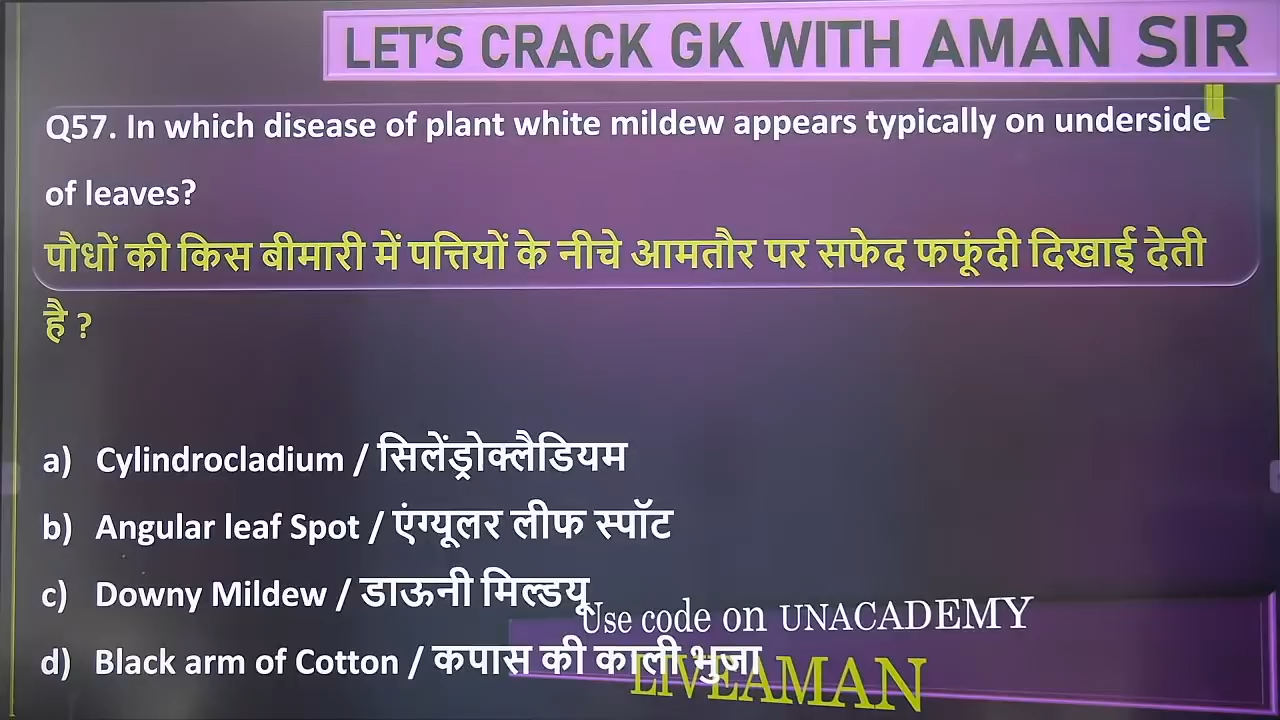 LET'S CRACK GK WITH AMAN SIR
Q57. In which disease of plant white mildew appears typically on underside
of leaves?
पौधों की किस बीमारी में पत्तियों के नीचे आमतौर पर सफेद फफूंदी दिखाई देती
है ?
a) Cylindrocladium / सिलेंड्रोक्लैडियम
b) Angular leaf Spot / एंग्यूलर लीफ स्पॉट
c) Downy Mildew / डाऊनी मिल्डयू
Use code on UNACADEMY
d) Black arm of Cotton / कपास की काली भुजा
LIVEAMAN